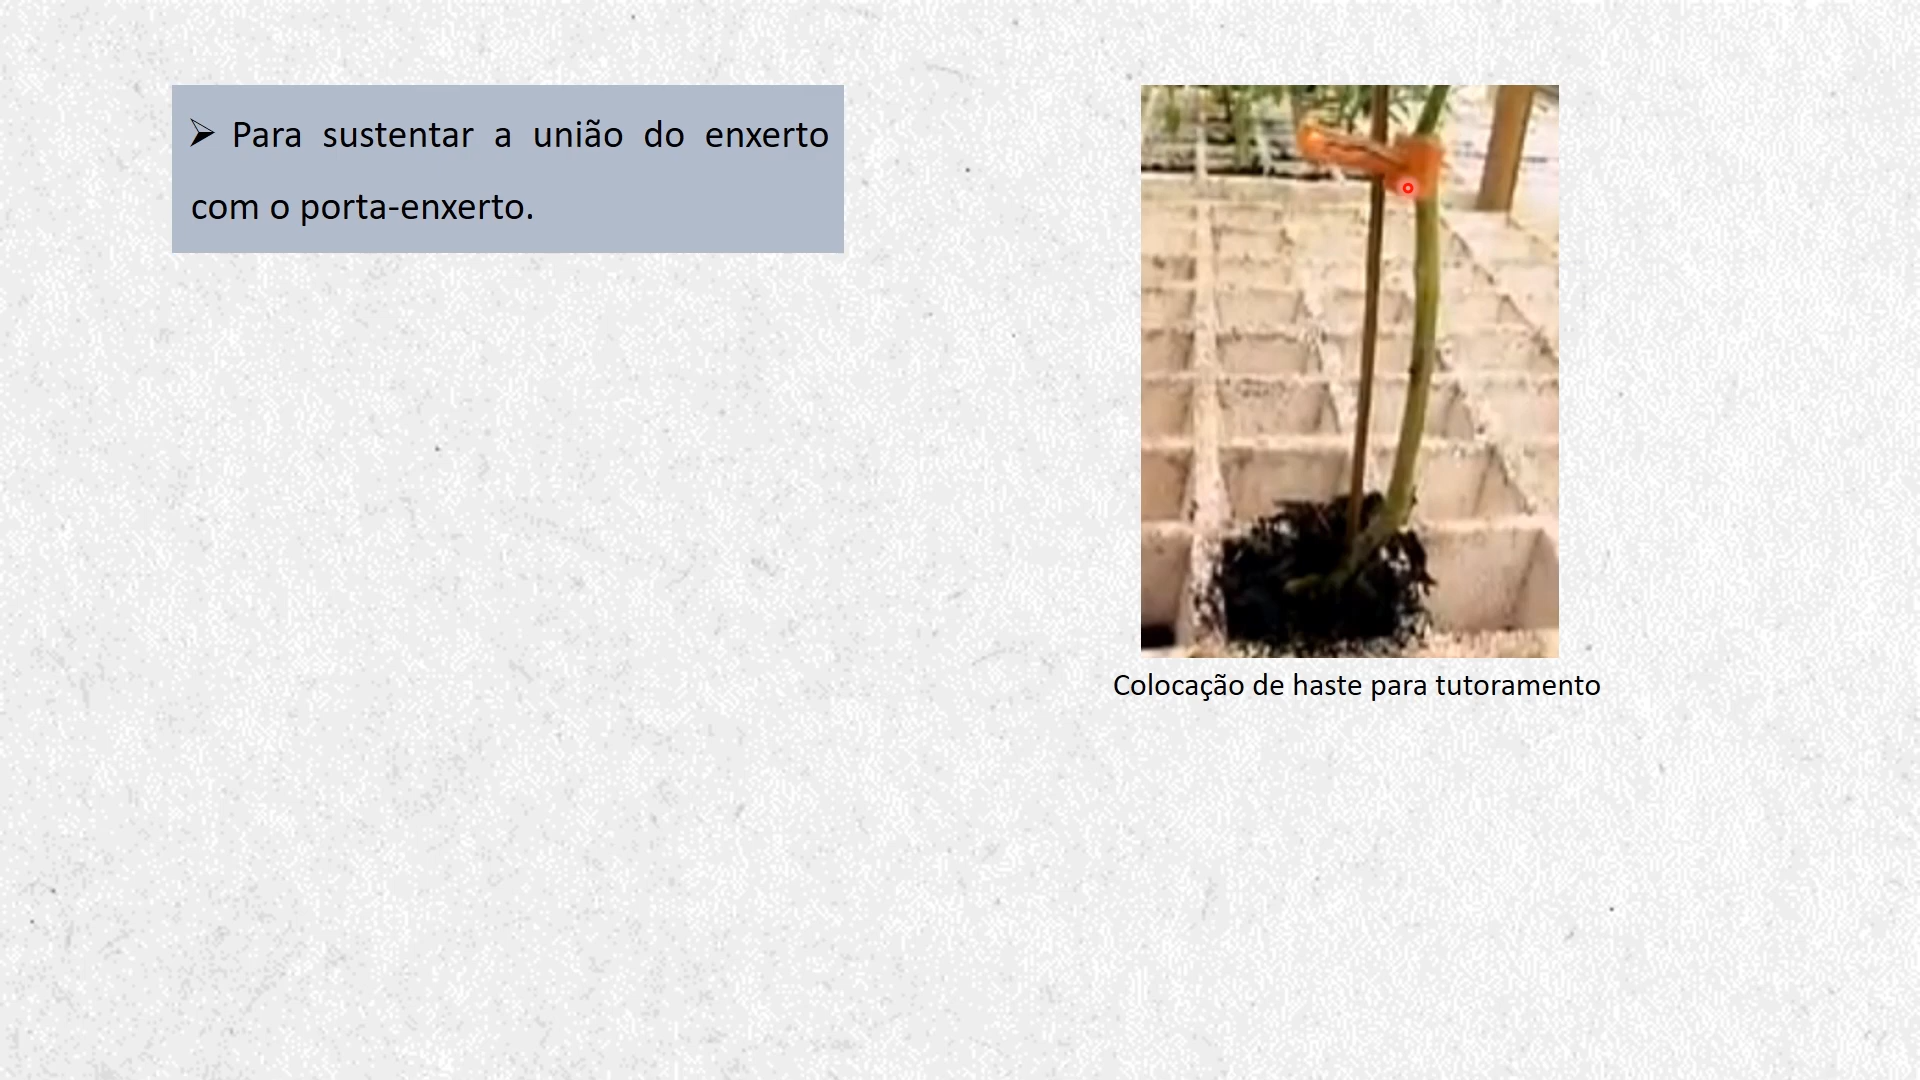 ➢ Para sustentar a união do enxerto
com o porta-enxerto.
Colocação de haste para tutoramento